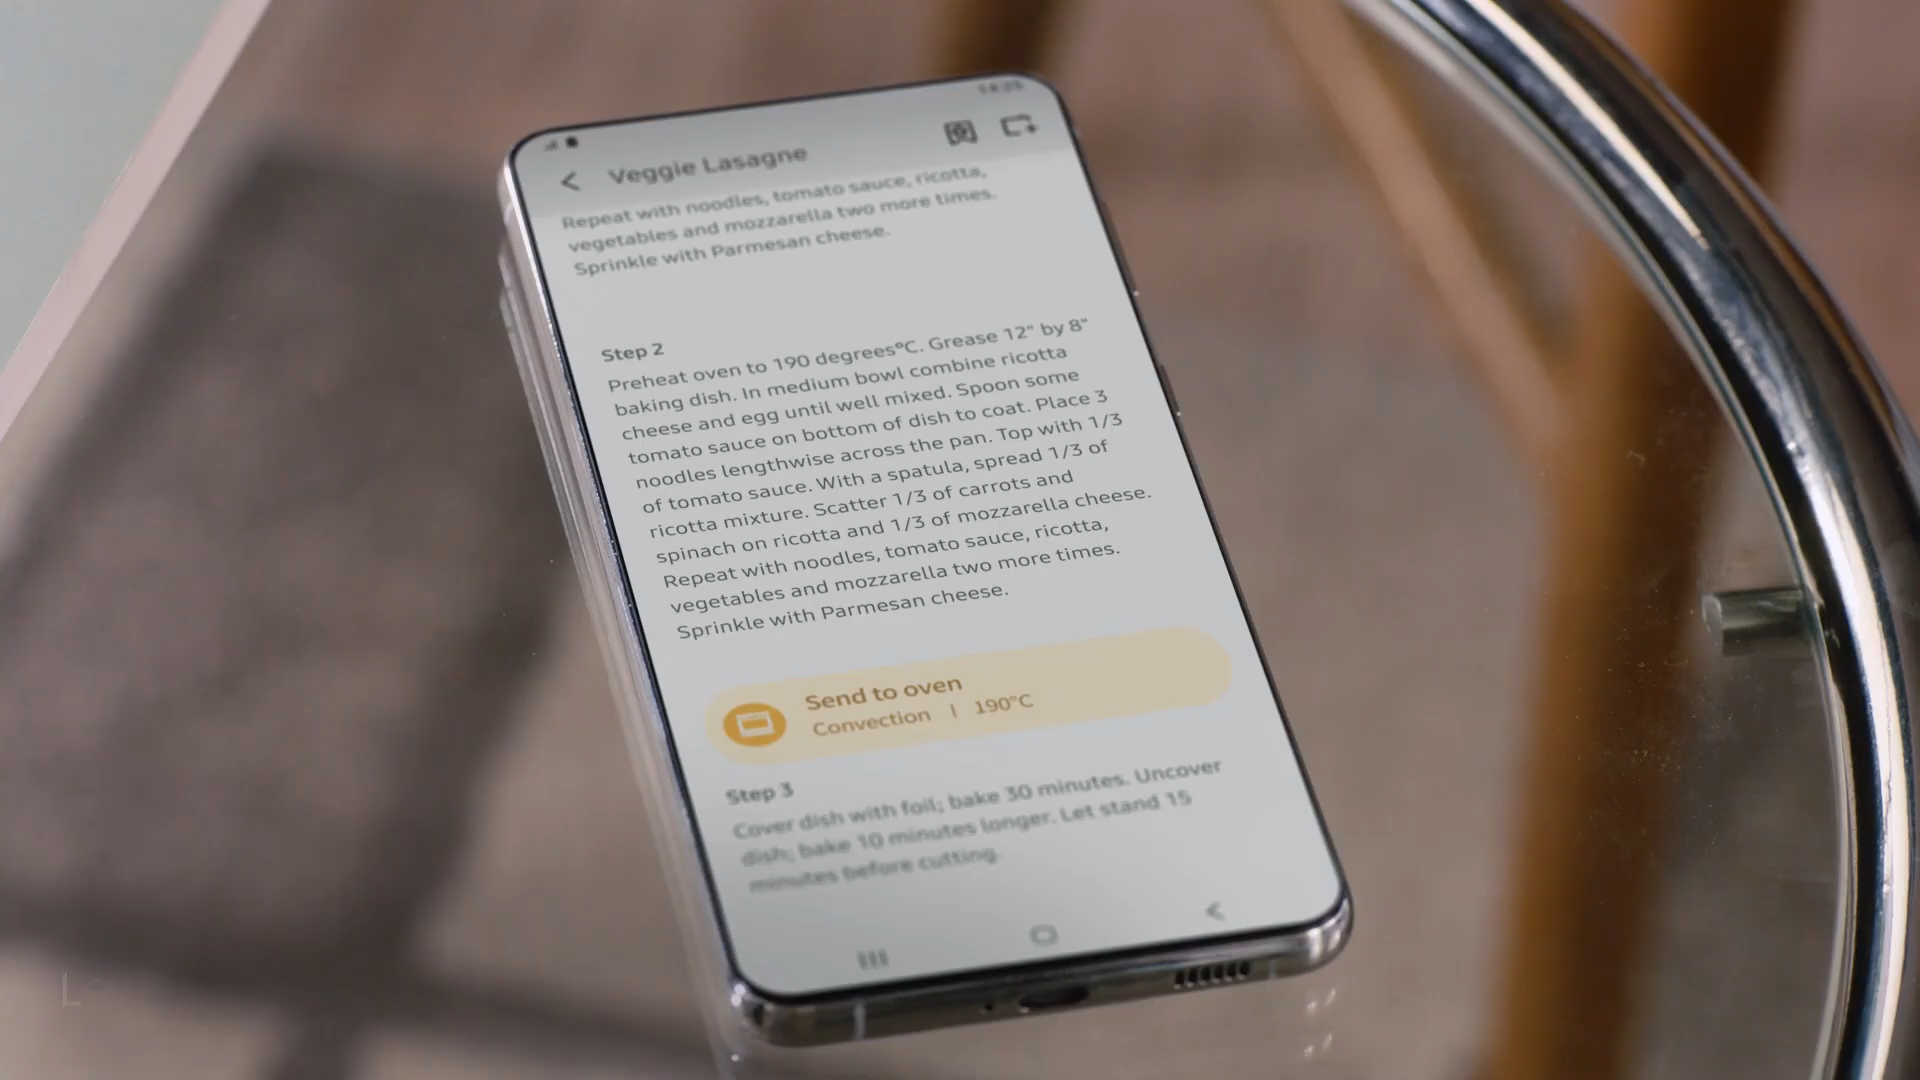 Veggie Lasagne
Repeat with noodles, tomato sauce, ricotta,
vegetables and mozzarella two more times.
Sprinkle with Parmesan cheese.
Step 2
Preheat oven to 190 degrees°C. Grease 12" by 8"
baking dish. In medium bowl combine ricotta
cheese and egg until well mixed. Spoon some
tomato sauce on bottom of dish to coat. Place 3
noodles lengthwise across the pan. Top with 1/3
of tomato sauce. With a spatula, spread 1/3 of
ricotta mixture. Scatter 1/3 of carrots and
spinach on ricotta and 1/3 of mozzarella cheese.
Repeat with noodles, tomato sauce, ricotta,
vegetables and mozzarella two more times.
Sprinkle with Parmesan cheese.
Send to oven
Convection | 190°C
Step 3
Cover dish with foil; bake 30 minutes. Uncover
dish; bake 10 minutes longer. Let stand 15
minutes before cutting.